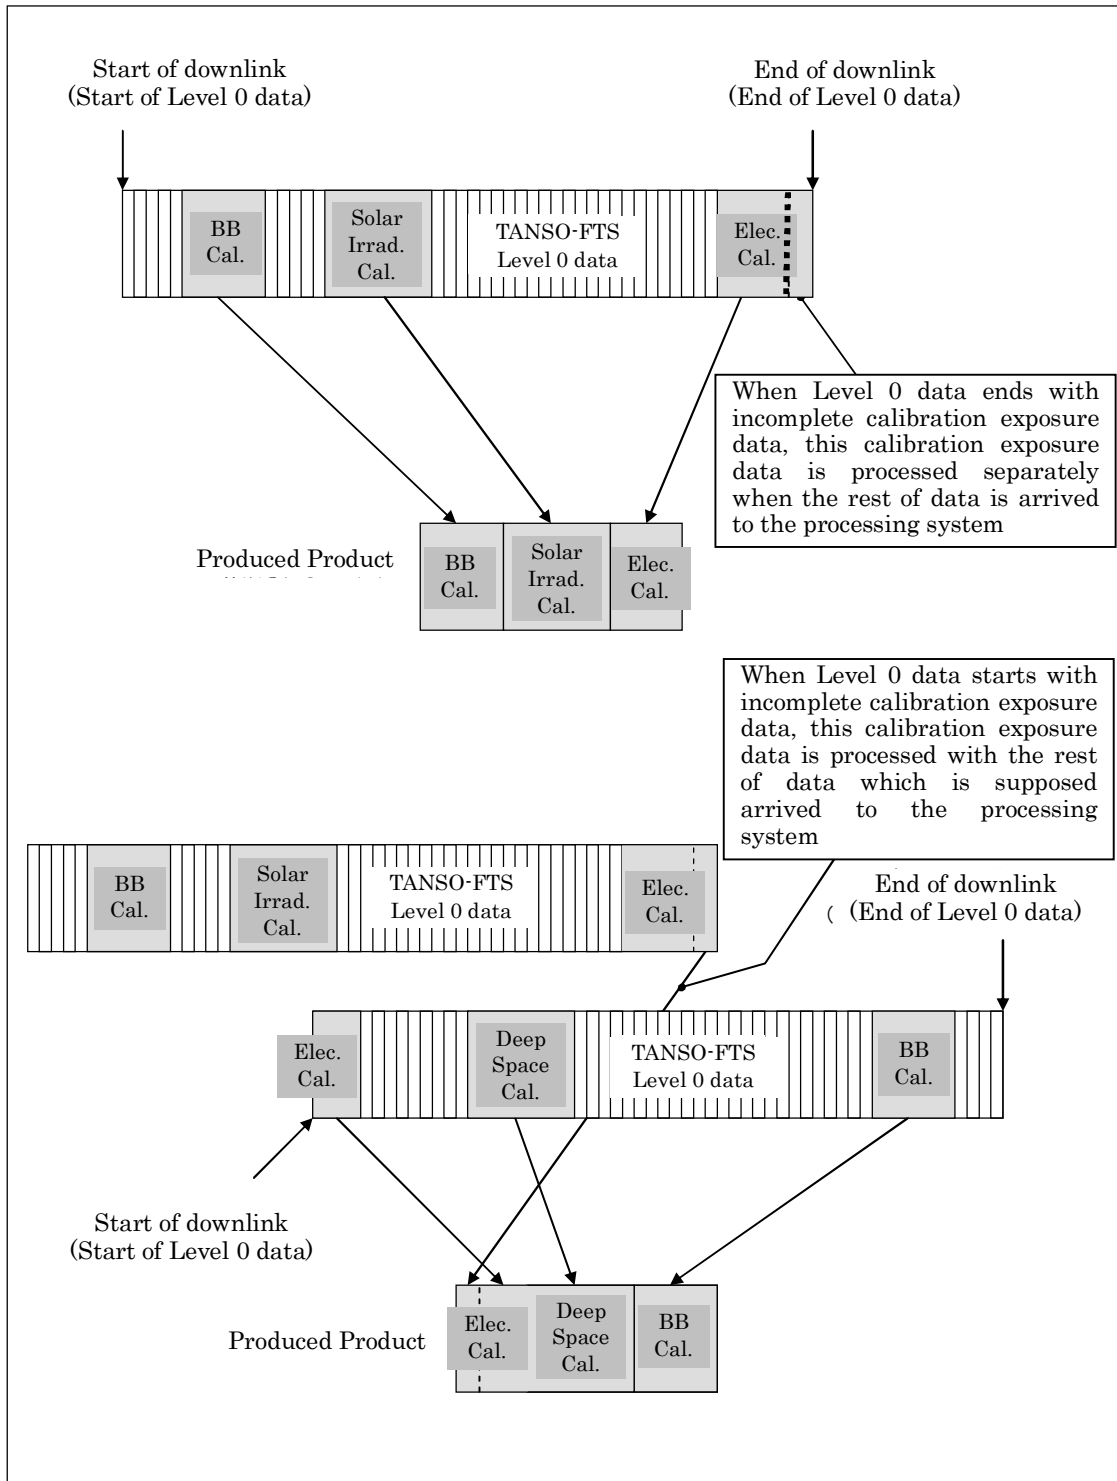 Start of downlink
(Start of Level 0 data)
End of downlink
(End of Level 0 data)
BB
Cal.
Solar
Irrad.
Cal.
TANSO-FTS
Level 0 data
Elec.
Cal.
When Level 0 data ends with
incomplete calibration exposure
data, this calibration exposure
data is processed separately
when the rest of data is arrived
to the processing system
Produced Product
BB
Cal.
Solar
Irrad.
Cal.
Elec.
Cal.
When Level 0 data starts with
incomplete calibration exposure
data, this calibration exposure
data is processed with the rest
of data which is supposed
arrived to the processing
system
BB
Cal.
Solar
Irrad.
Cal.
TANSO-FTS
Level 0 data
Elec.
Cal.
End of downlink
( (End of Level 0 data)
Elec.
Cal.
Deep
Space
Cal.
TANSO-FTS
Level 0 data
BB
Cal.
Start of downlink
(Start of Level 0 data)
Produced Product
Elec.
Cal.
Deep
Space
Cal.
BB
Cal.